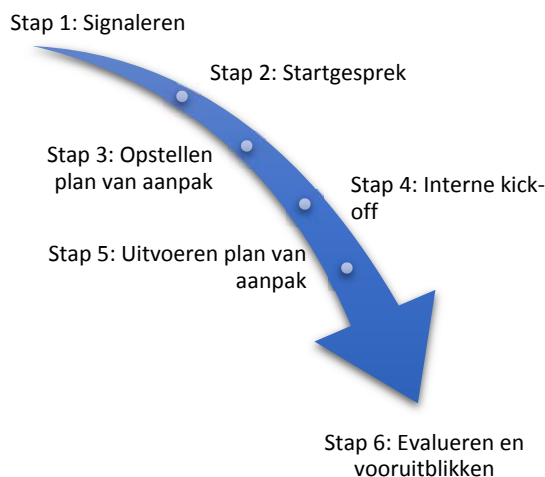 Stap 1: Signaleren
Stap 2: Startgesprek
Stap 3: Opstellen
plan van aanpak
Stap 4: Interne kick-
off
Stap 5: Uitvoeren plan van
aanpak
Stap 6: Evalueren en
vooruitblikken